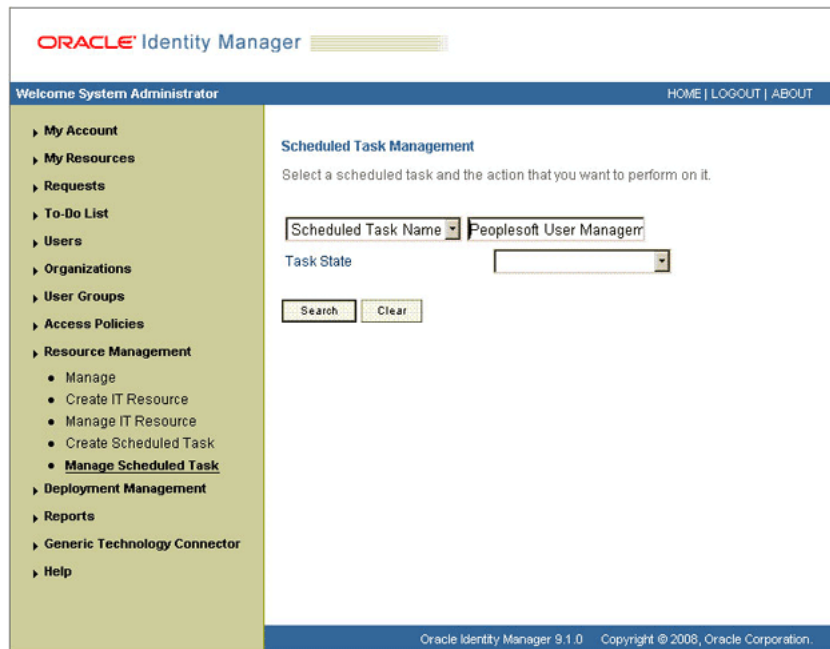 ORACLE Identity Manager
Welcome System Administrator
HOME | LOGOUT | ABOUT
My Account
My Resources
Requests
To-Do List
Users
Organizations
User Groups
Access Policies
Resource Management
Manage
Create IT Resource
Manage IT Resource
Create Scheduled Task
Manage Scheduled Task
Deployment Management
Reports
Generic Technology Connector
Help
Scheduled Task Management
Select a scheduled task and the action that you want to perform on it.
Scheduled Task Name Peoplesoft User Managem
Task State
Search Clear
Oracle Identity Manager 9.1.0 Copyright © 2008, Oracle Corporation.